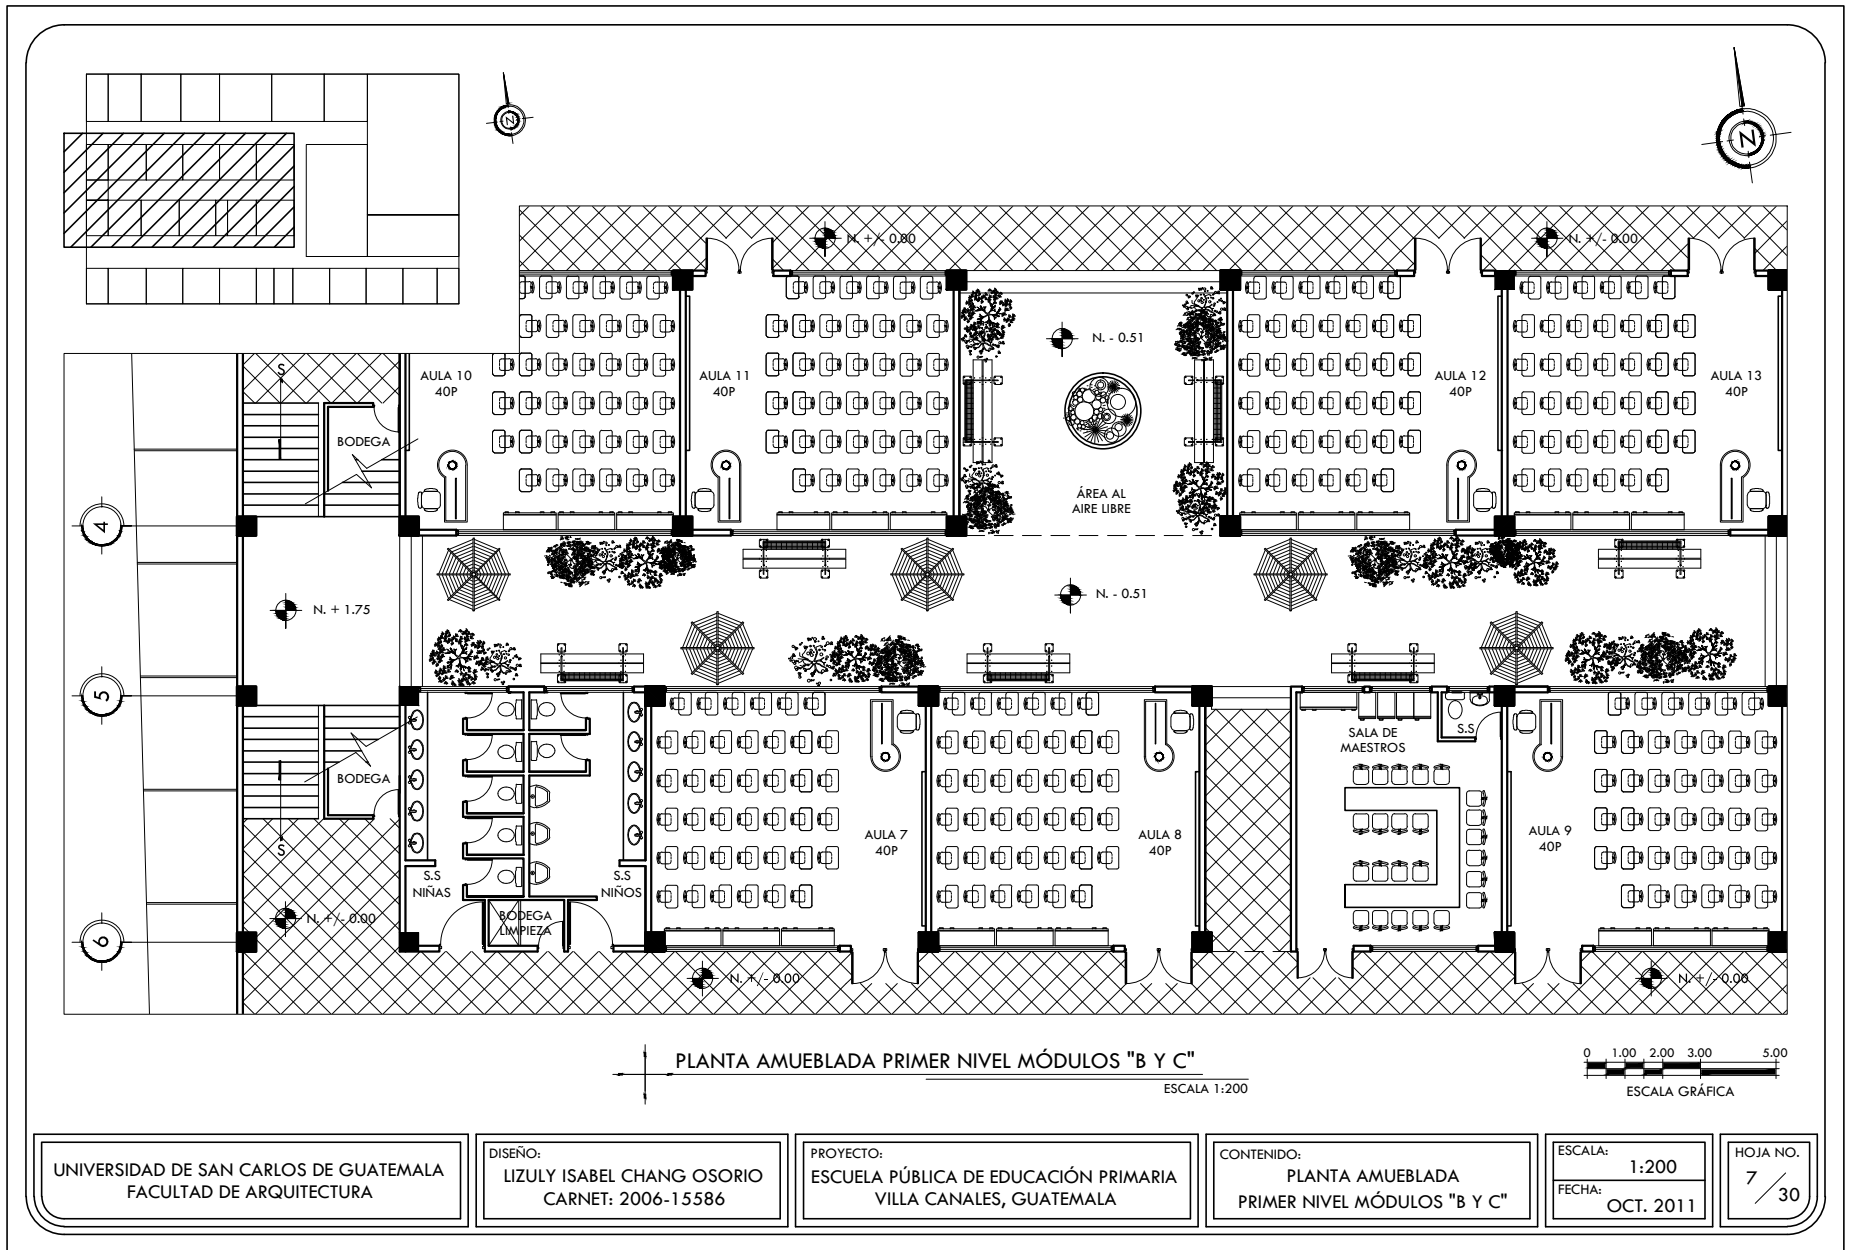 N
N
N. +/- 0.00
N. +/- 0.00
N. - 0.51
S
AULA 10
40P
AULA 11
40P
AULA 12
40P
AULA 13
40P
BODEGA
ÁREA AL
AIRE LIBRE
4
N. + 1.75
N. - 0.51
5
SALA DE
MAESTROS
S.S
BODEGA
AULA 7
40P
AULA 8
40P
AULA 9
40P
S
S.S
NIÑAS
S.S
NIÑOS
BODEGA
LIMPIEZA
N. +/- 0.00
6
N. +/- 0.00
N. +/- 0.00
PLANTA AMUEBLADA PRIMER NIVEL MÓDULOS "B Y C"
ESCALA 1:200
0 1.00 2.00 3.00 5.00
ESCALA GRÁFICA
UNIVERSIDAD DE SAN CARLOS DE GUATEMALA
FACULTAD DE ARQUITECTURA
DISEÑO:
LIZULY ISABEL CHANG OSORIO
CARNET: 2006-15586
PROYECTO:
ESCUELA PÚBLICA DE EDUCACIÓN PRIMARIA
VILLA CANALES, GUATEMALA
CONTENIDO:
PLANTA AMUEBLADA
PRIMER NIVEL MÓDULOS "B Y C"
ESCALA:
1:200
FECHA:
OCT. 2011
HOJA NO.
7/30